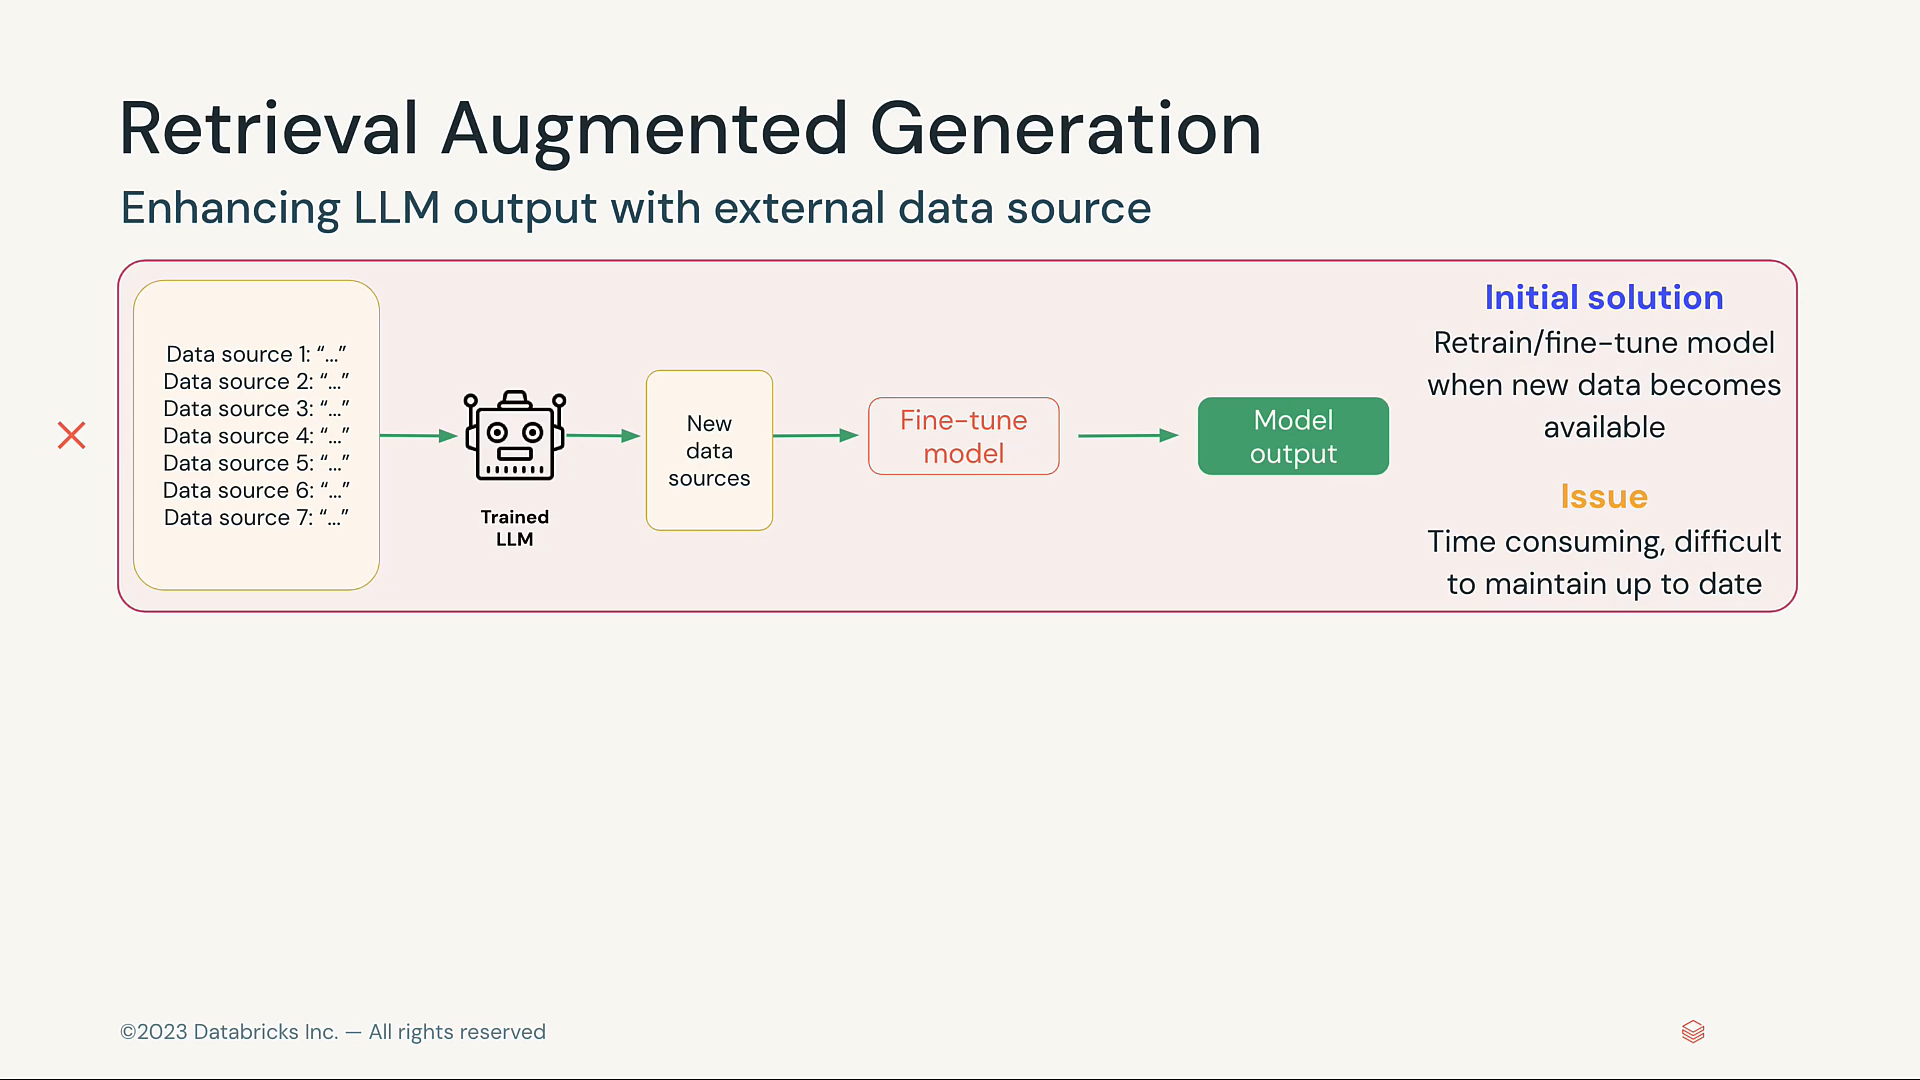 Retrieval Augmented Generation
Enhancing LLM output with external data source
Data source 1: “...”
Data source 2: “...”
Data source 3: “...”
Data source 4: “...”
Data source 5: “...”
Data source 6: “...”
Data source 7: “...”
Trained
LLM
New
data
sources
Fine-tune
model
Model
output
Initial solution
Retrain/fine-tune model
when new data becomes
available
Issue
Time consuming, difficult
to maintain up to date
©2023 Databricks Inc. — All rights reserved